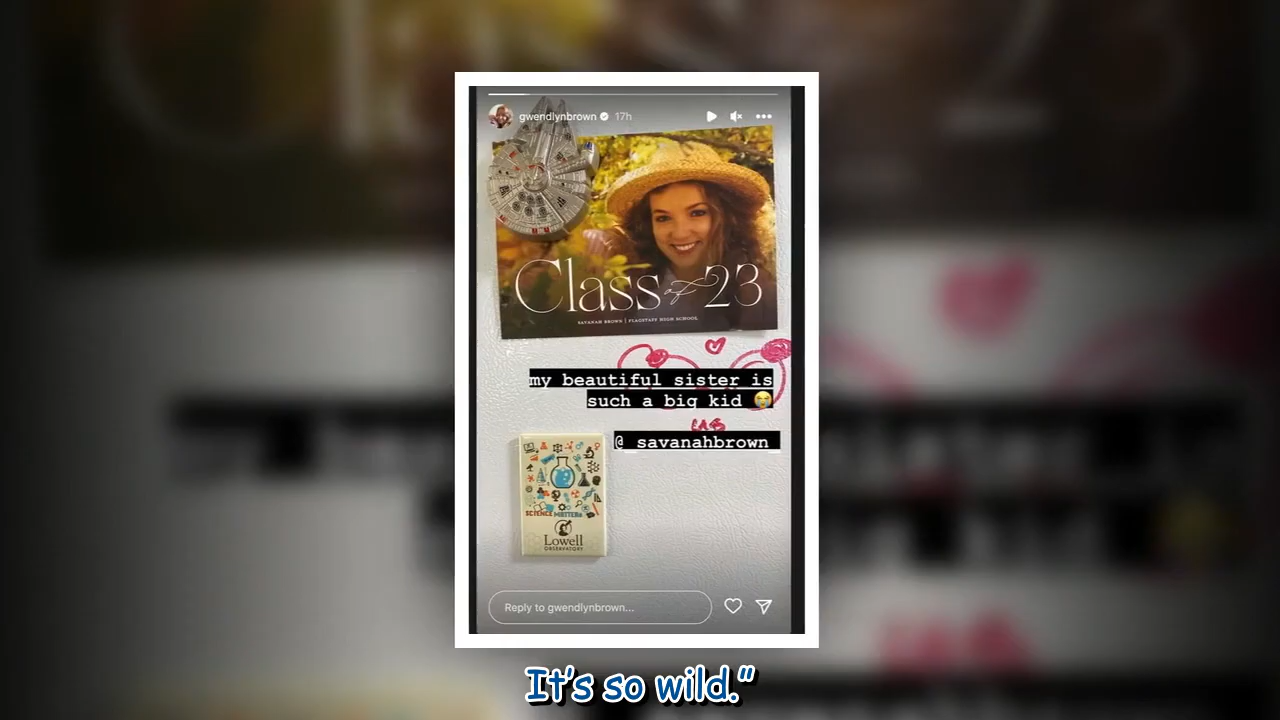 gwendlynbrown 17h
Class of 23
SAVANAH BROWN | FLAGSTAFF HIGH SCHOOL
my beautiful sister is
such a big kid 😭
@_savanahbrown_
SCIENCE MATTERS
Lowell
OBSERVATORY
Reply to gwendlynbrown...
It's so wild.”